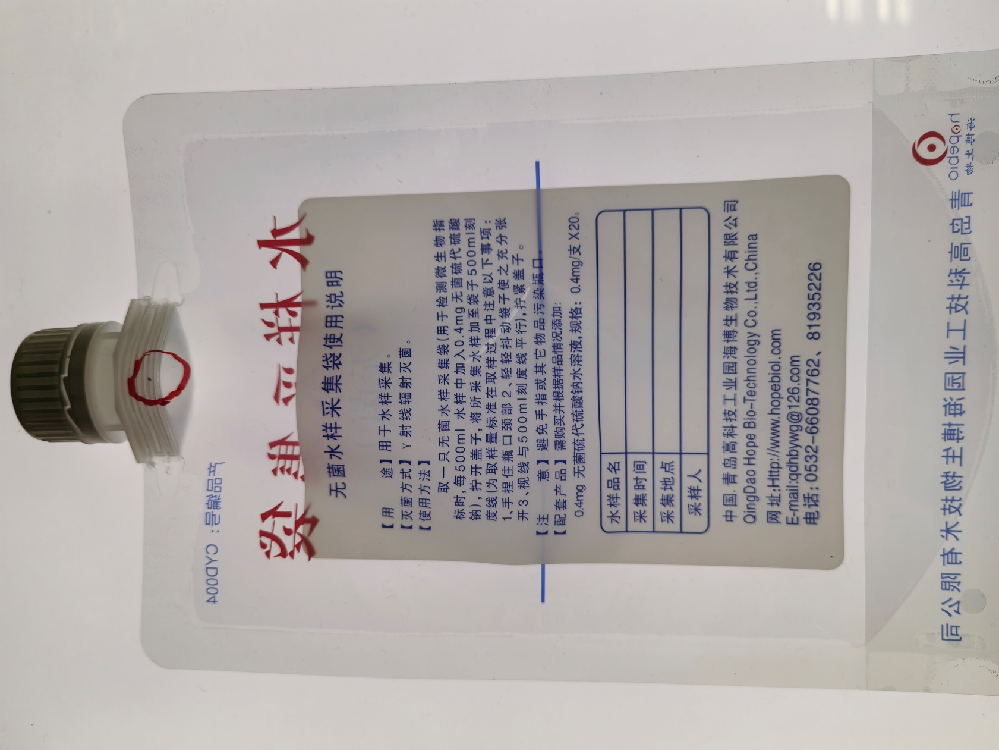 产品编号：CYD004
水样采集袋
无菌水样采集袋使用说明
【用　途】用于水样采集。
【灭菌方式】γ射线辐射灭菌。
【使用方法】
取一只无菌水样采集袋(用于检测微生物指
标时,每500ml 水样中加入0.4mg无菌硫代硫酸
钠),拧开盖子,将所采集水样加至袋子500ml刻
度线(为取样量标准在取样过程中注意以下事项:
1、手捏住瓶口颈部2、轻轻抖动袋子使之充分张
开3、视线与500ml刻度线平行),拧紧盖子。
【注　意】避免手指或其它物品污染瓶口。
【配套产品】需购买并根据样品情况添加:
0.4mg 无菌硫代硫酸钠水溶液,规格: 0.4mg/支 X20。
水样品名
采集时间
采集地点
采样人
中国.青岛高科技工业园海博生物技术有限公司
QingDao Hope Bio-Technology Co.,Ltd.,China
网址:Http://www.hopebiol.com
E-mail:qdhbywg@126.com
电话:0532-66087762、81935226
hopebio
海博生物
青岛高科技工业园海博生物技术有限公司